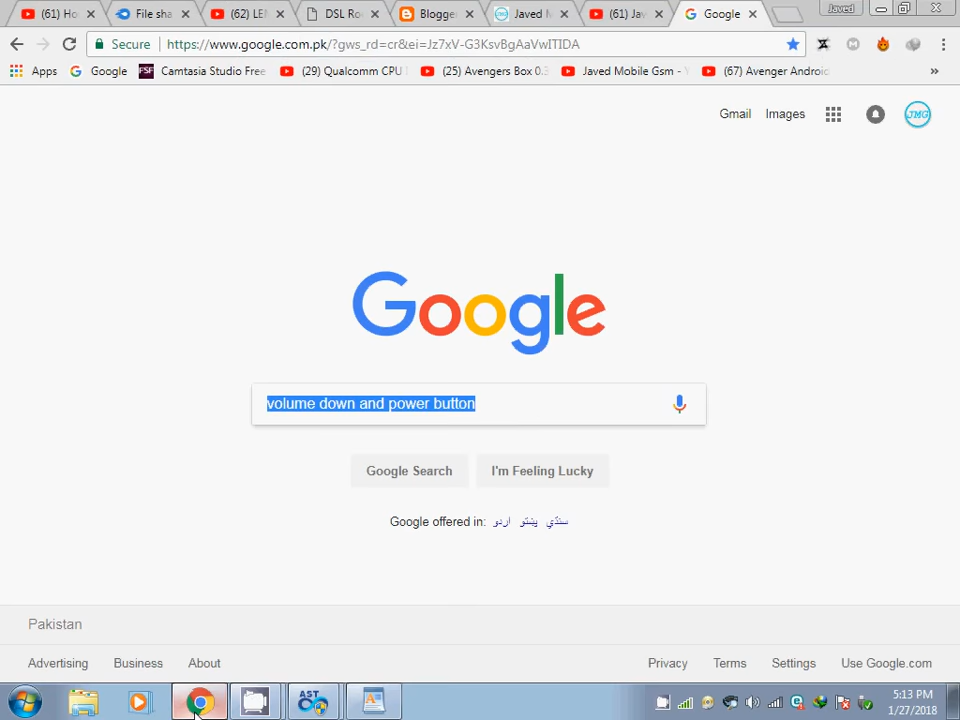 (61) Ho
File sha
(62) LE
DSL Ro
Blogge
Javed M
(61) Jav
Google
Javed
Secure
https://www.google.com.pk/?gws_rd=cr&ei=Jz7xV-G3KsvBgAaVwITIDA
Apps
Google
FSF
Camtasia Studio Free
(29) Qualcomm CPU
(25) Avengers Box 0.3
Javed Mobile Gsm - Y
(67) Avenger Android
»
Gmail
Images
JMG
Google
volume down and power button
Google Search
I'm Feeling Lucky
Google offered in: اردو پښتو سنڌي
Pakistan
Advertising
Business
About
Privacy
Terms
Settings
Use Google.com
AST
5:13 PM
1/27/2018